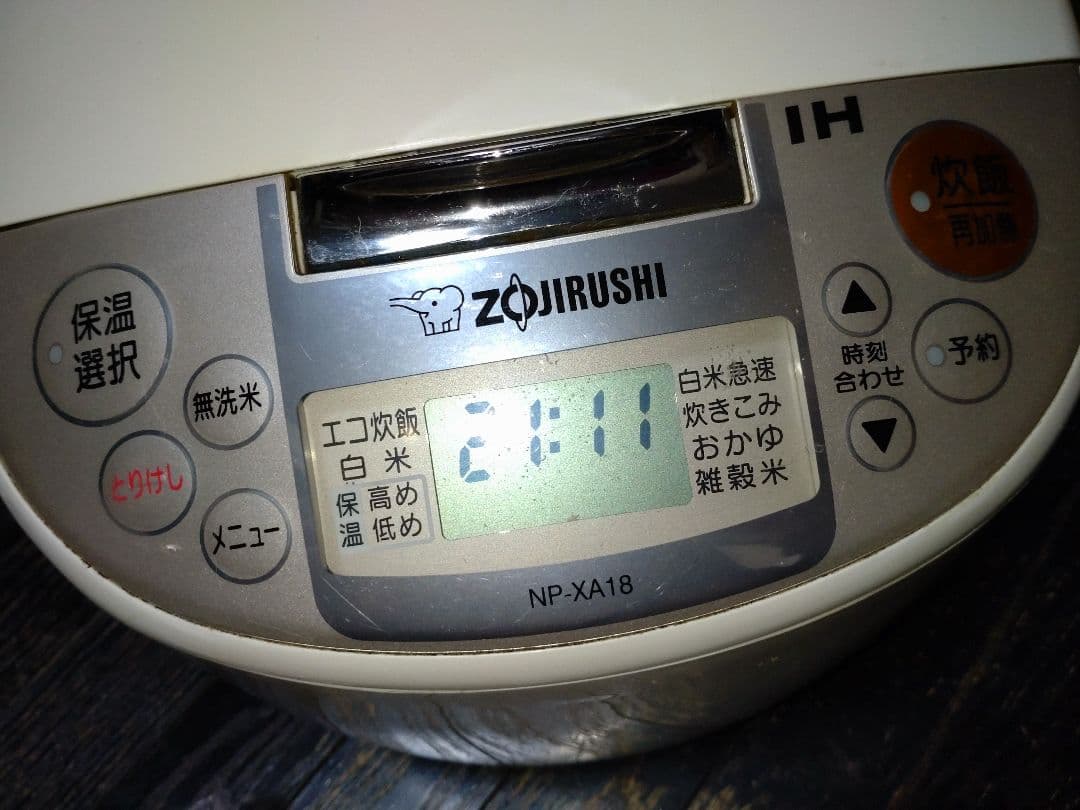 IH
炊飯
再加熱
保温
選択
ZOJIRUSHI
無洗米
とりけし
メニュー
エコ炊飯
白米
保温
高め
低め
21:11
白米急速
炊きこみ
おかゆ
雑穀米
時刻
合わせ
予約
NP-XA18